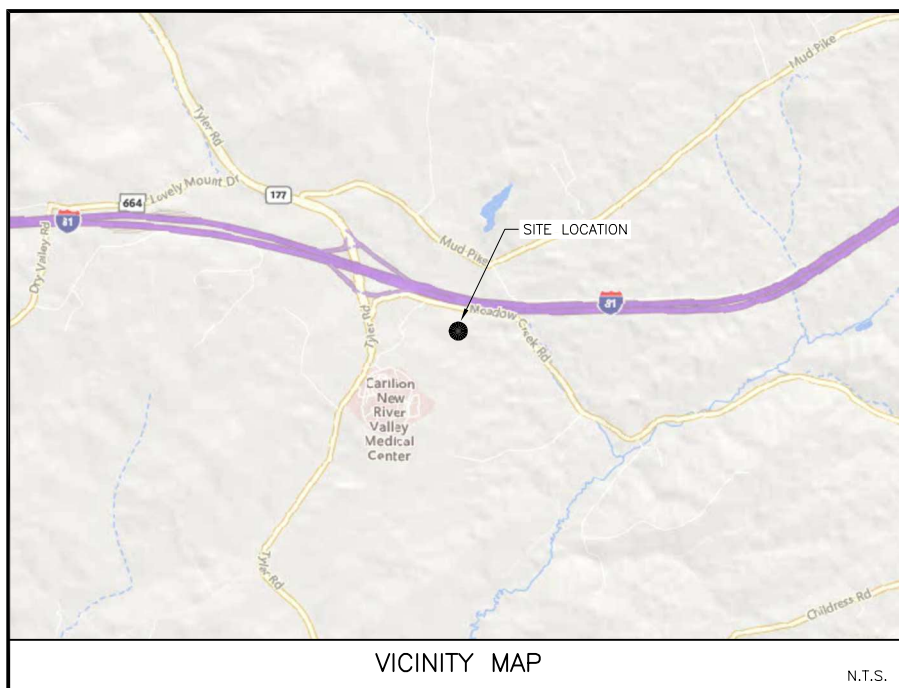 Mud Pike
Tyler Rd
Lovely Mount Dr
664
177
81
Dry Valley Rd
Mud Pike
SITE LOCATION
81
Meadow Creek Rd
Tyler Rd
Carilion
New
River
Valley
Medical
Center
Tyler Rd
Childress Rd
VICINITY MAP
N.T.S.